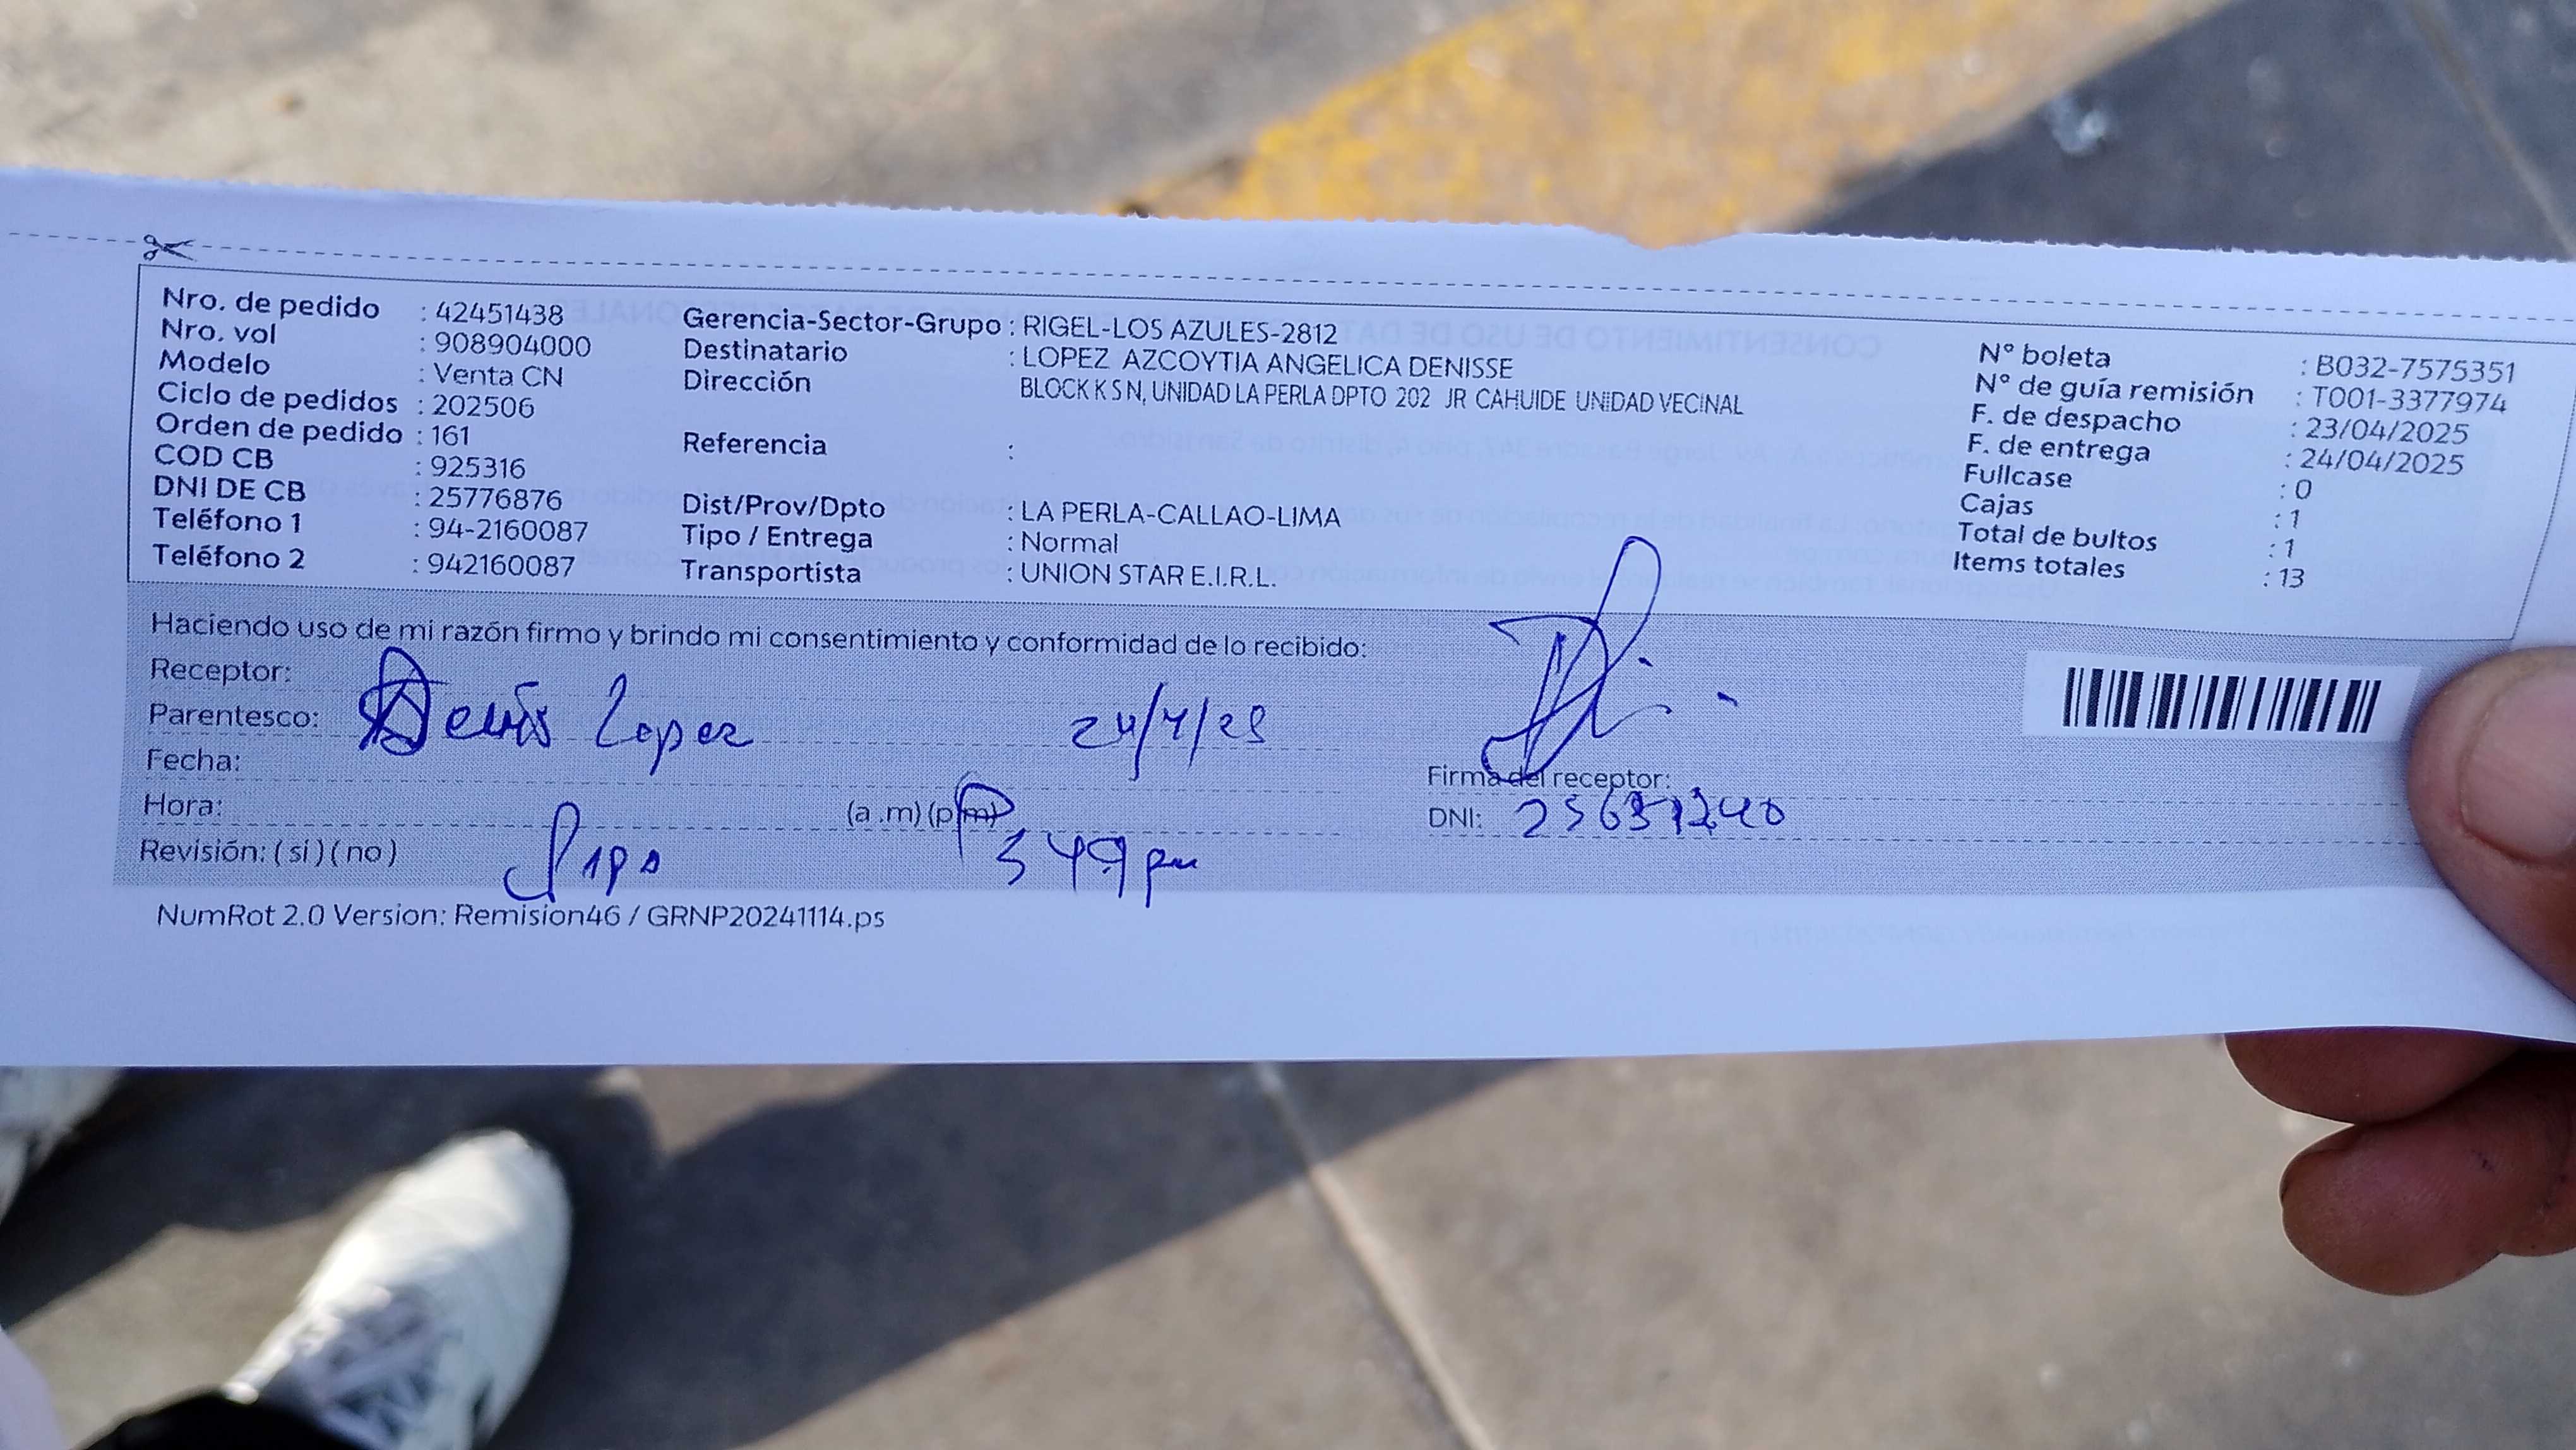 Nro. de pedido : 42451438
Nro. vol : 908904000
Modelo : Venta CN
Ciclo de pedidos : 202506
Orden de pedido : 161
COD CB : 925316
DNI DE CB : 25776876
Teléfono 1 : 94-2160087
Teléfono 2 : 942160087
Gerencia-Sector-Grupo : RIGEL-LOS AZULES-2812
Destinatario : LOPEZ AZCOYTIA ANGELICA DENISSE
Dirección BLOCK K S N, UNIDAD LA PERLA DPTO 202 JR CAHUIDE UNIDAD VECINAL
Referencia :
Dist/Prov/Dpto : LA PERLA-CALLAO-LIMA
Tipo / Entrega : Normal
Transportista : UNION STAR E.I.R.L.
N° boleta : B032-7575351
N° de guía remisión : T001-3377974
F. de despacho : 23/04/2025
F. de entrega : 24/04/2025
Fullcase : 0
Cajas : 1
Total de bultos : 1
Items totales : 13
Haciendo uso de mi razón firmo y brindo mi consentimiento y conformidad de lo recibido:
Receptor:
Parentesco: Lopez 24/4/25
Fecha:
Hora: (a .m) (p.m)
Revisión: ( si ) ( no ) 349 pm
Firma del receptor:
DNI:
NumRot 2.0 Version: Remision46 / GRNP20241114.ps